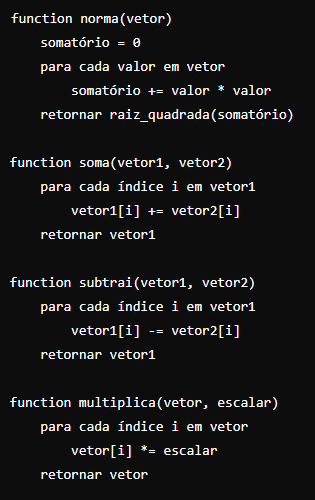 function norma(vetor)
    somatório = 0
    para cada valor em vetor
        somatório += valor * valor
    retornar raiz_quadrada(somatório)

function soma(vetor1, vetor2)
    para cada índice i em vetor1
        vetor1[i] += vetor2[i]
    retornar vetor1

function subtrai(vetor1, vetor2)
    para cada índice i em vetor1
        vetor1[i] -= vetor2[i]
    retornar vetor1

function multiplica(vetor, escalar)
    para cada índice i em vetor
        vetor[i] *= escalar
    retornar vetor